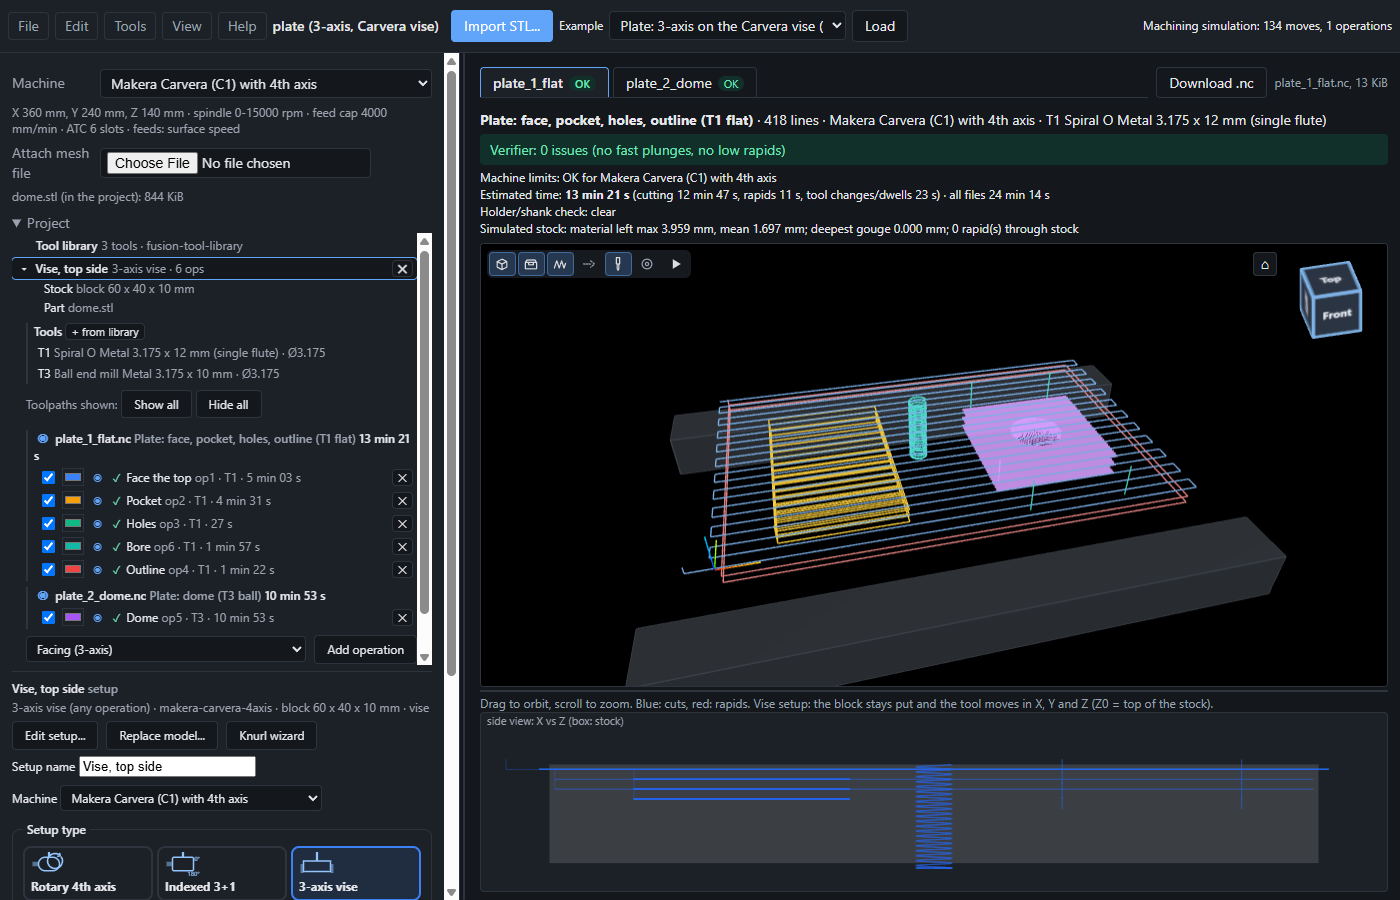 File Edit Tools View Help plate (3-axis, Carvera vise) Import STL... Example Plate: 3-axis on the Carvera vise ( Load Machining simulation: 134 moves, 1 operations
Machine Makera Carvera (C1) with 4th axis
X 360 mm, Y 240 mm, Z 140 mm · spindle 0-15000 rpm · feed cap 4000
mm/min · ATC 6 slots · feeds: surface speed
Attach mesh
file
Choose File No file chosen
dome.stl (in the project): 844 KiB
Project
Tool library 3 tools · fusion-tool-library
Vise, top side 3-axis vise · 6 ops
Stock block 60 x 40 x 10 mm
Part dome.stl
Tools + from library
T1 Spiral O Metal 3.175 x 12 mm (single flute) · Ø3.175
T3 Ball end mill Metal 3.175 x 10 mm · Ø3.175
Toolpaths shown: Show all Hide all
plate_1_flat.nc Plate: face, pocket, holes, outline (T1 flat) 13 min 21
s
Face the top op1 · T1 · 5 min 03 s
Pocket op2 · T1 · 4 min 31 s
Holes op3 · T1 · 27 s
Bore op6 · T1 · 1 min 57 s
Outline op4 · T1 · 1 min 22 s
plate_2_dome.nc Plate: dome (T3 ball) 10 min 53 s
Dome op5 · T3 · 10 min 53 s
Facing (3-axis) Add operation
Vise, top side setup
3-axis vise (any operation) · makera-carvera-4axis · block 60 x 40 x 10 mm · vise
Edit setup... Replace model... Knurl wizard
Setup name Vise, top side
Machine Makera Carvera (C1) with 4th axis
Setup type
Rotary 4th axis Indexed 3+1 3-axis vise
plate_1_flat OK plate_2_dome OK Download .nc plate_1_flat.nc, 13 KiB
Plate: face, pocket, holes, outline (T1 flat) · 418 lines · Makera Carvera (C1) with 4th axis · T1 Spiral O Metal 3.175 x 12 mm (single flute)
Verifier: 0 issues (no fast plunges, no low rapids)
Machine limits: OK for Makera Carvera (C1) with 4th axis
Estimated time: 13 min 21 s (cutting 12 min 47 s, rapids 11 s, tool changes/dwells 23 s) · all files 24 min 14 s
Holder/shank check: clear
Simulated stock: material left max 3.959 mm, mean 1.697 mm; deepest gouge 0.000 mm; 0 rapid(s) through stock
Top
Front
Drag to orbit, scroll to zoom. Blue: cuts, red: rapids. Vise setup: the block stays put and the tool moves in X, Y and Z (Z0 = top of the stock).
side view: X vs Z (box: stock)